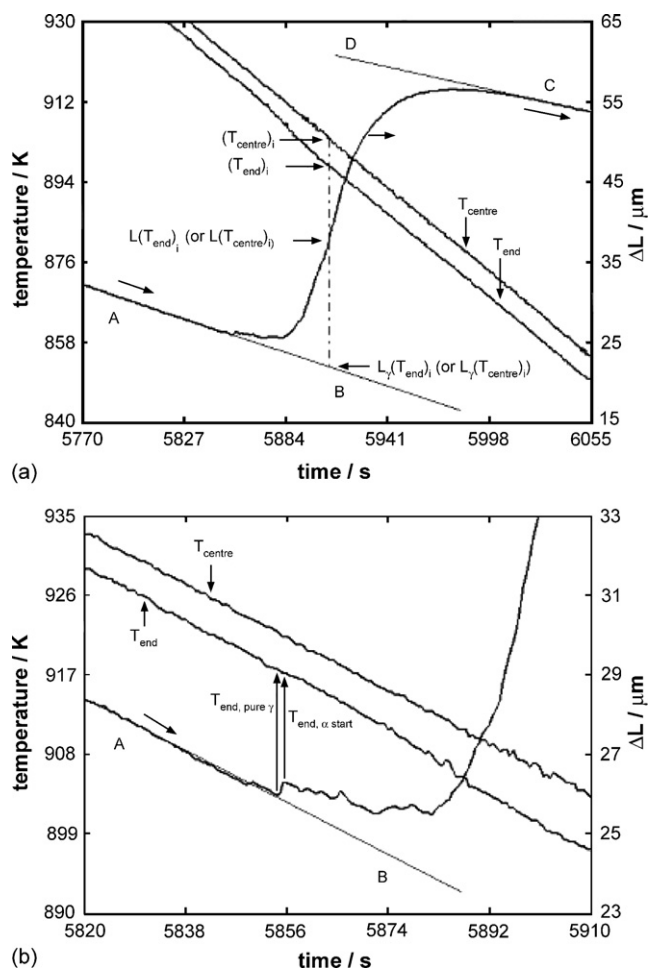 930
912
894
876
858
840
65
55
45
35
25
15
5770
5827
5884
5941
5998
6055
temperature / K
ΔL / μm
time / s
(a)
D
C
(T_centre)_i
(T_end)_i
L(T_end)_i (or L(T_centre)_i)
T_centre
T_end
A
L_γ(T_end)_i (or L_γ(T_centre)_i)
B
935
926
917
908
899
890
33
31
29
27
25
23
5820
5838
5856
5874
5892
5910
temperature / K
ΔL / μm
time / s
(b)
T_centre
T_end
T_end, pure γ
T_end, α start
A
B